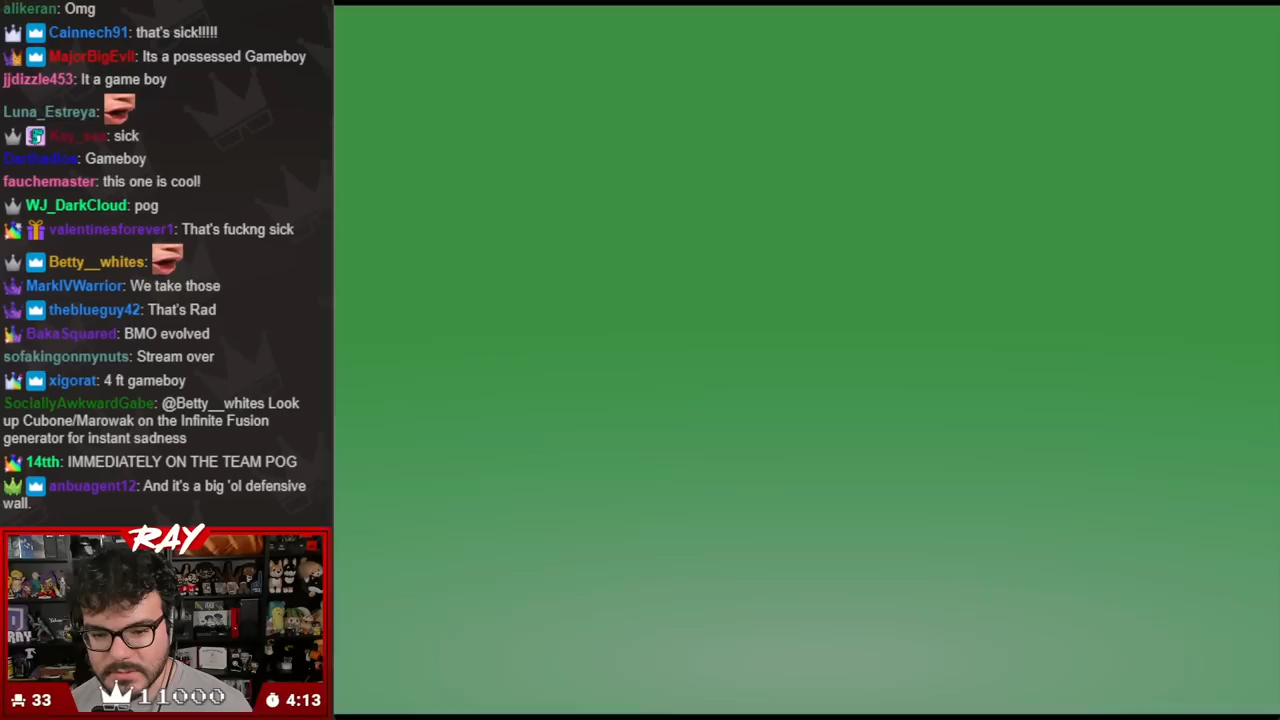 alikeran: Omg
Cainnech91: that's sick!!!!!
MajorBigEvil: Its a possessed Gameboy
jjdizzle453: It a game boy
Luna_Estreya:
: sick
: Gameboy
fauchemaster: this one is cool!
WJ_DarkCloud: pog
valentinesforever1: That's fuckng sick
Betty__whites:
MarkIVWarrior: We take those
theblueguy42: That's Rad
BakaSquared: BMO evolved
sofakingonmynuts: Stream over
xigorat: 4 ft gameboy
SociallyAwkwardGabe: @Betty__whites Look
up Cubone/Marowak on the Infinite Fusion
generator for instant sadness
14tth: IMMEDIATELY ON THE TEAM POG
anbuagent12: And it's a big 'ol defensive
wall.
RAY
RAY
33
11000
4:13